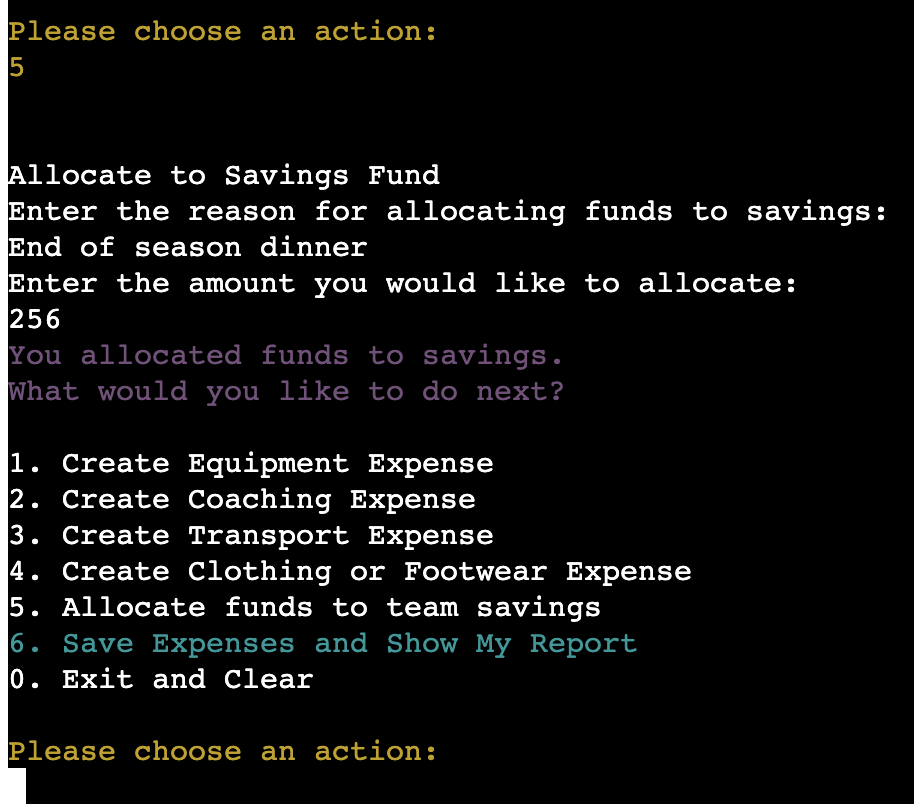 Please choose an action:
5
Allocate to Savings Fund
Enter the reason for allocating funds to savings:
End of season dinner
Enter the amount you would like to allocate:
256
You allocated funds to savings.
What would you like to do next?
1. Create Equipment Expense
2. Create Coaching Expense
3. Create Transport Expense
4. Create Clothing or Footwear Expense
5. Allocate funds to team savings
6. Save Expenses and Show My Report
0. Exit and Clear
Please choose an action: